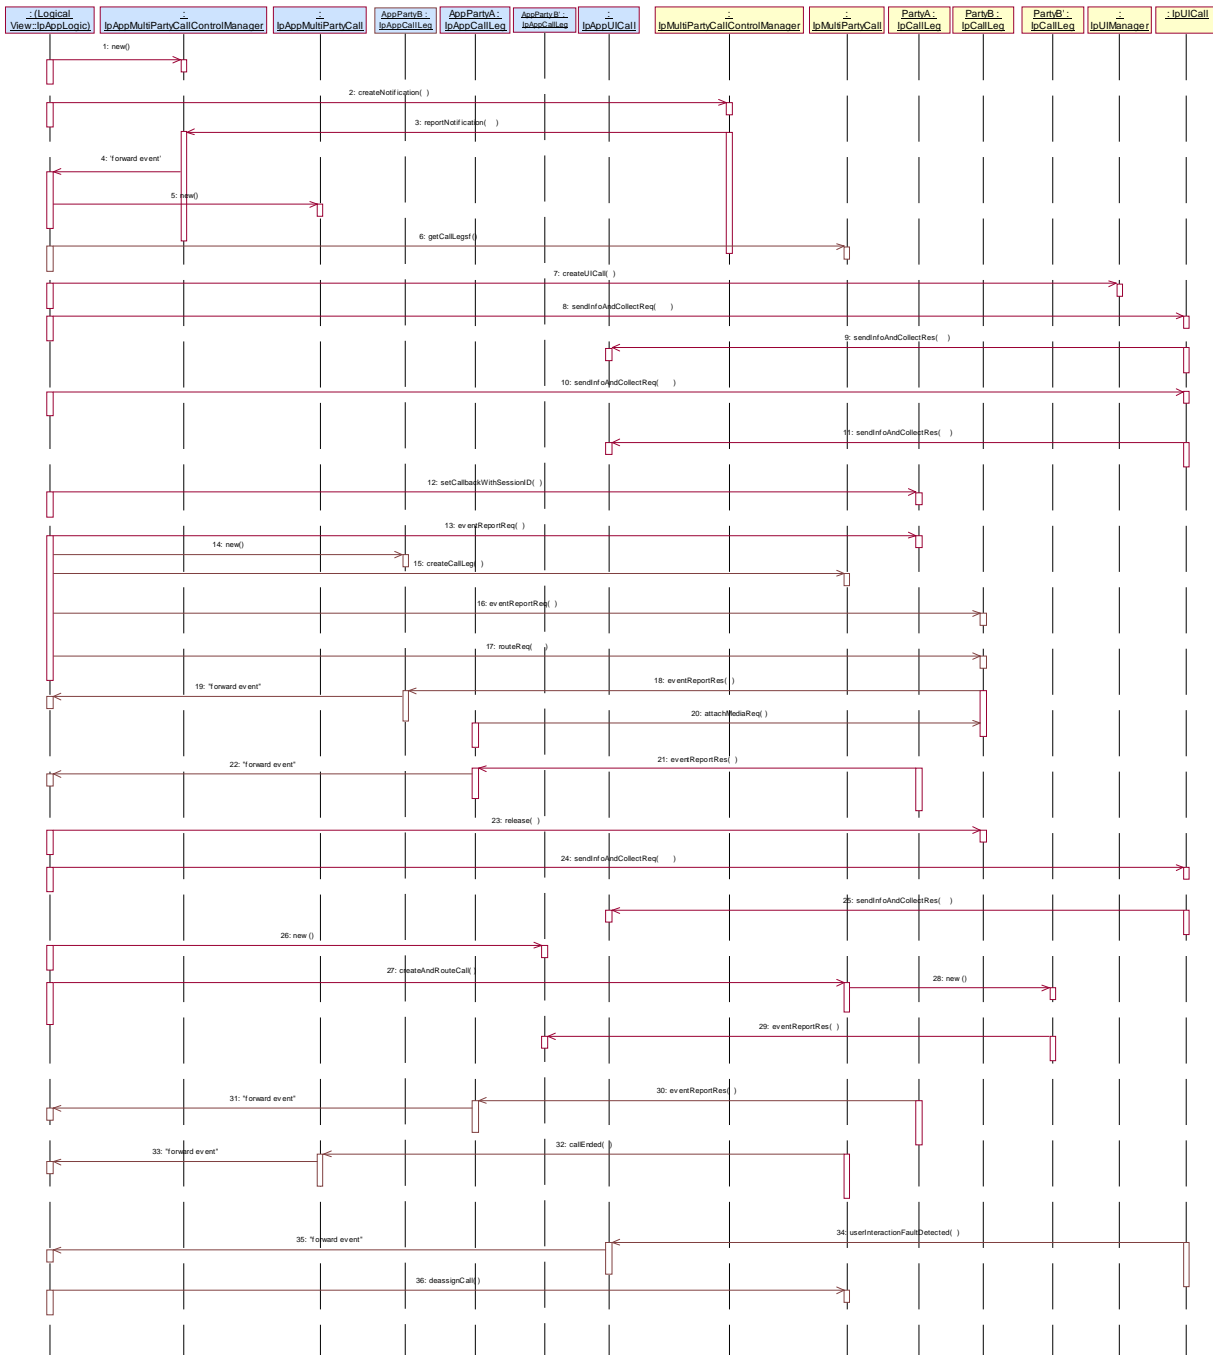 : (Logical
View::IpAppLogic)
:
IpAppMultiPartyCallControlManager
:
IpAppMultiPartyCall
AppPartyB :
IpAppCallLeg
AppPartyA :
IpAppCallLeg
AppPartyB' :
IpAppCallLeg
:
IpAppUICall
:
IpMultiPartyCallControlManager
:
IpMultiPartyCall
PartyA :
IpCallLeg
PartyB :
IpCallLeg
PartyB' :
IpCallLeg
:
IpUIManager
: IpUICall
1: new()
2: createNotification( )
3: reportNotification( )
4: 'forward event'
5: new()
6: getCallLegsf()
7: createUICall( )
8: sendInfoAndCollectReq( )
9: sendInfoAndCollectRes( )
10: sendInfoAndCollectReq( )
11: sendInfoAndCollectRes( )
12: setCallbackWithSessionID( )
13: eventReportReq( )
14: new()
15: createCallLeg( )
16: eventReportReq( )
17: routeReq( )
18: eventReportRes( )
19: "forward event"
20: attachMediaReq( )
21: eventReportRes( )
22: "forward event"
23: release( )
24: sendInfoAndCollectReq( )
25: sendInfoAndCollectRes( )
26: new ()
27: createAndRouteCall( )
28: new ()
29: eventReportRes( )
30: eventReportRes( )
31: "forward event"
32: callEnded( )
33: "forward event"
34: userInteractionFaultDetected( )
35: "forward event"
36: deassignCall( )